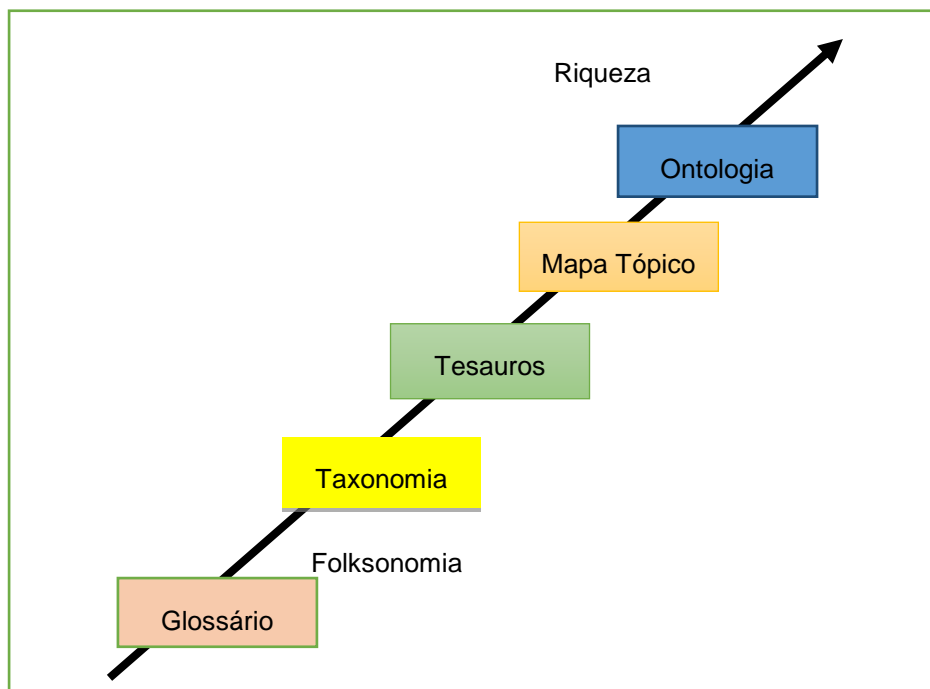 Riqueza
Ontologia
Mapa Tópico
Tesauros
Taxonomia
Folksonomia
Glossário